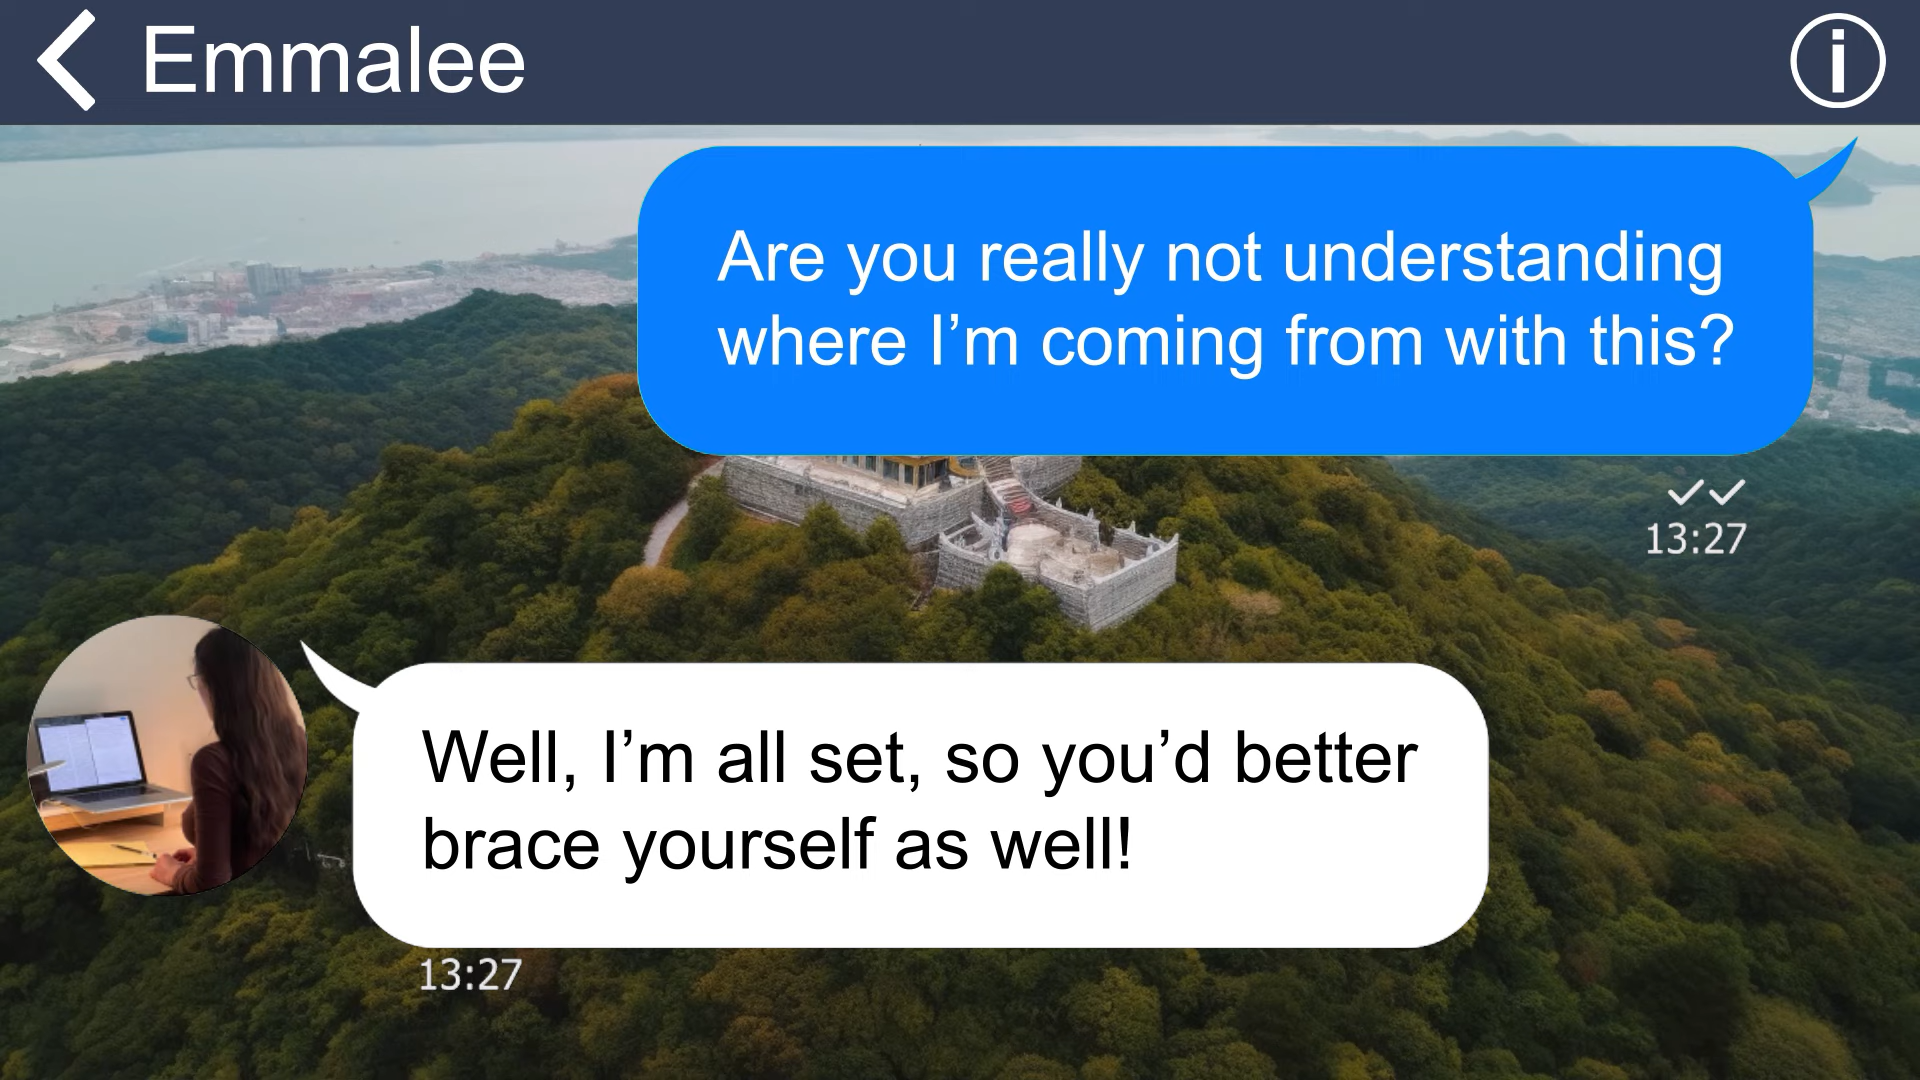 Emmalee
Are you really not understanding
where I’m coming from with this?
13:27
Well, I’m all set, so you’d better
brace yourself as well!
13:27